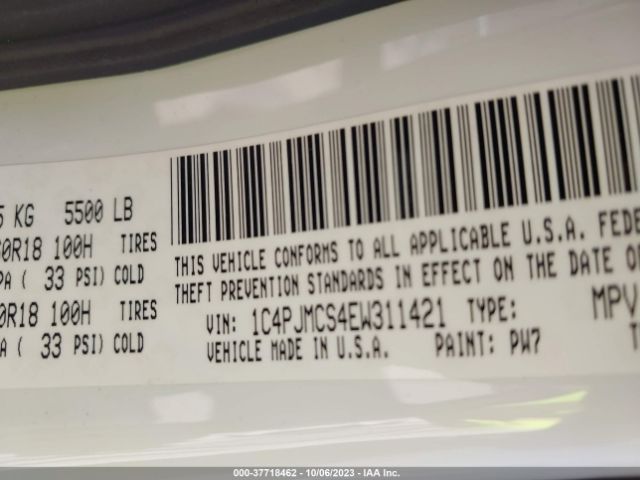 5 KG 5500 LB
60R18 100H TIRES
PA ( 33 PSI) COLD
0R18 100H TIRES
A ( 33 PSI) COLD
THIS VEHICLE CONFORMS TO ALL APPLICABLE U.S.A. FEDE
THEFT PREVENTION STANDARDS IN EFFECT ON THE DATE O
VIN: 1C4PJMCS4EW311421 TYPE: MPV
VEHICLE MADE IN U.S.A. PAINT: PW7 T
000-37718462 - 10/06/2023 - IAA Inc.